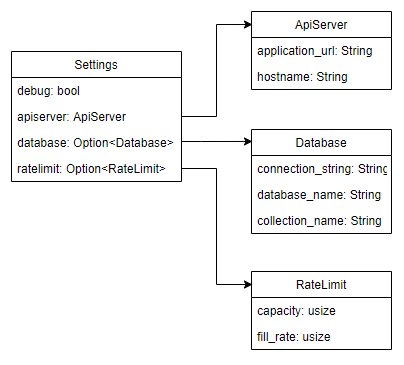 Settings
debug: bool
apiserver: ApiServer
database: Option<Database>
ratelimit: Option<RateLimit>
ApiServer
application_url: String
hostname: String
Database
connection_string: String
database_name: String
collection_name: String
RateLimit
capacity: usize
fill_rate: usize